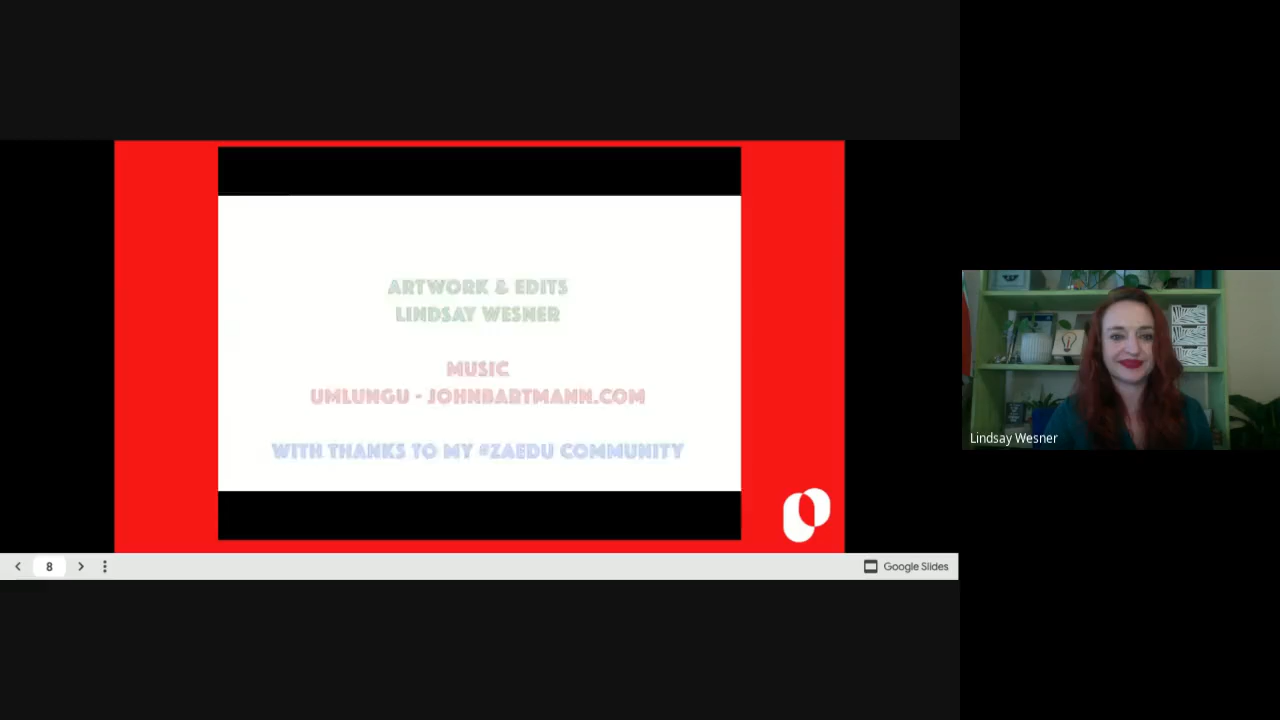 ARTWORK & EDITS
LINDSAY WESNER
MUSIC
UMLUNGU - JOHNBARTMANN.COM
WITH THANKS TO MY #ZAEDU COMMUNITY
8
Google Slides
Lindsay Wesner